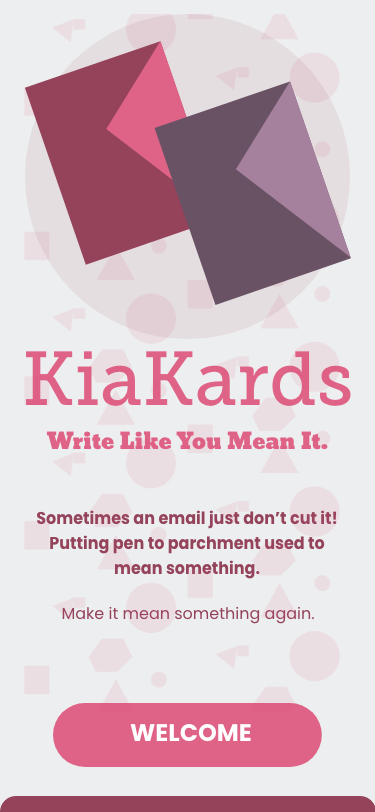 KiaKards
Write Like You Mean It.
Sometimes an email just don’t cut it!
Putting pen to parchment used to
mean something.
Make it mean something again.
WELCOME